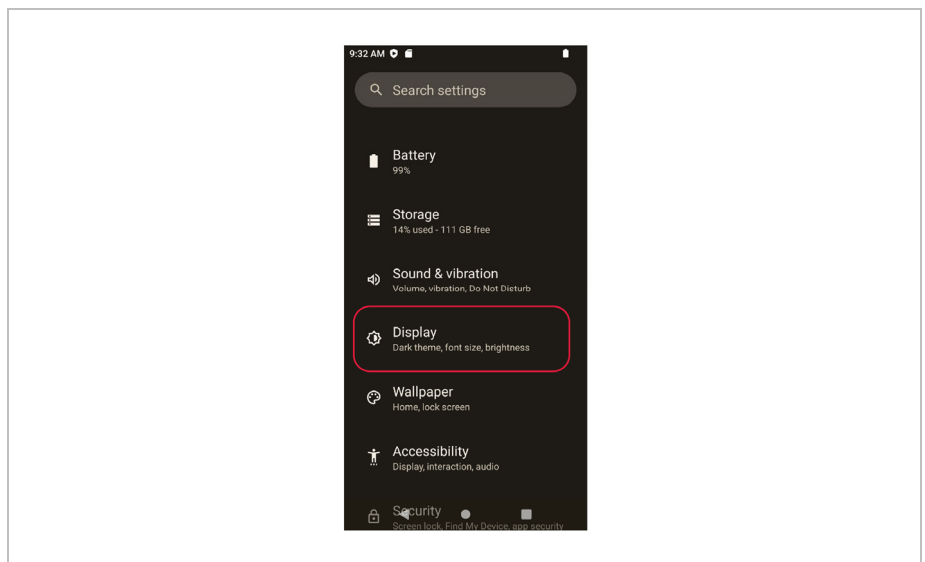 9:32 AM
Search settings
Battery
99%
Storage
14% used - 111 GB free
Sound & vibration
Volume, vibration, Do Not Disturb
Display
Dark theme, font size, brightness
Wallpaper
Home, lock screen
Accessibility
Display, interaction, audio
Security
Screen lock, Find My Device, app security